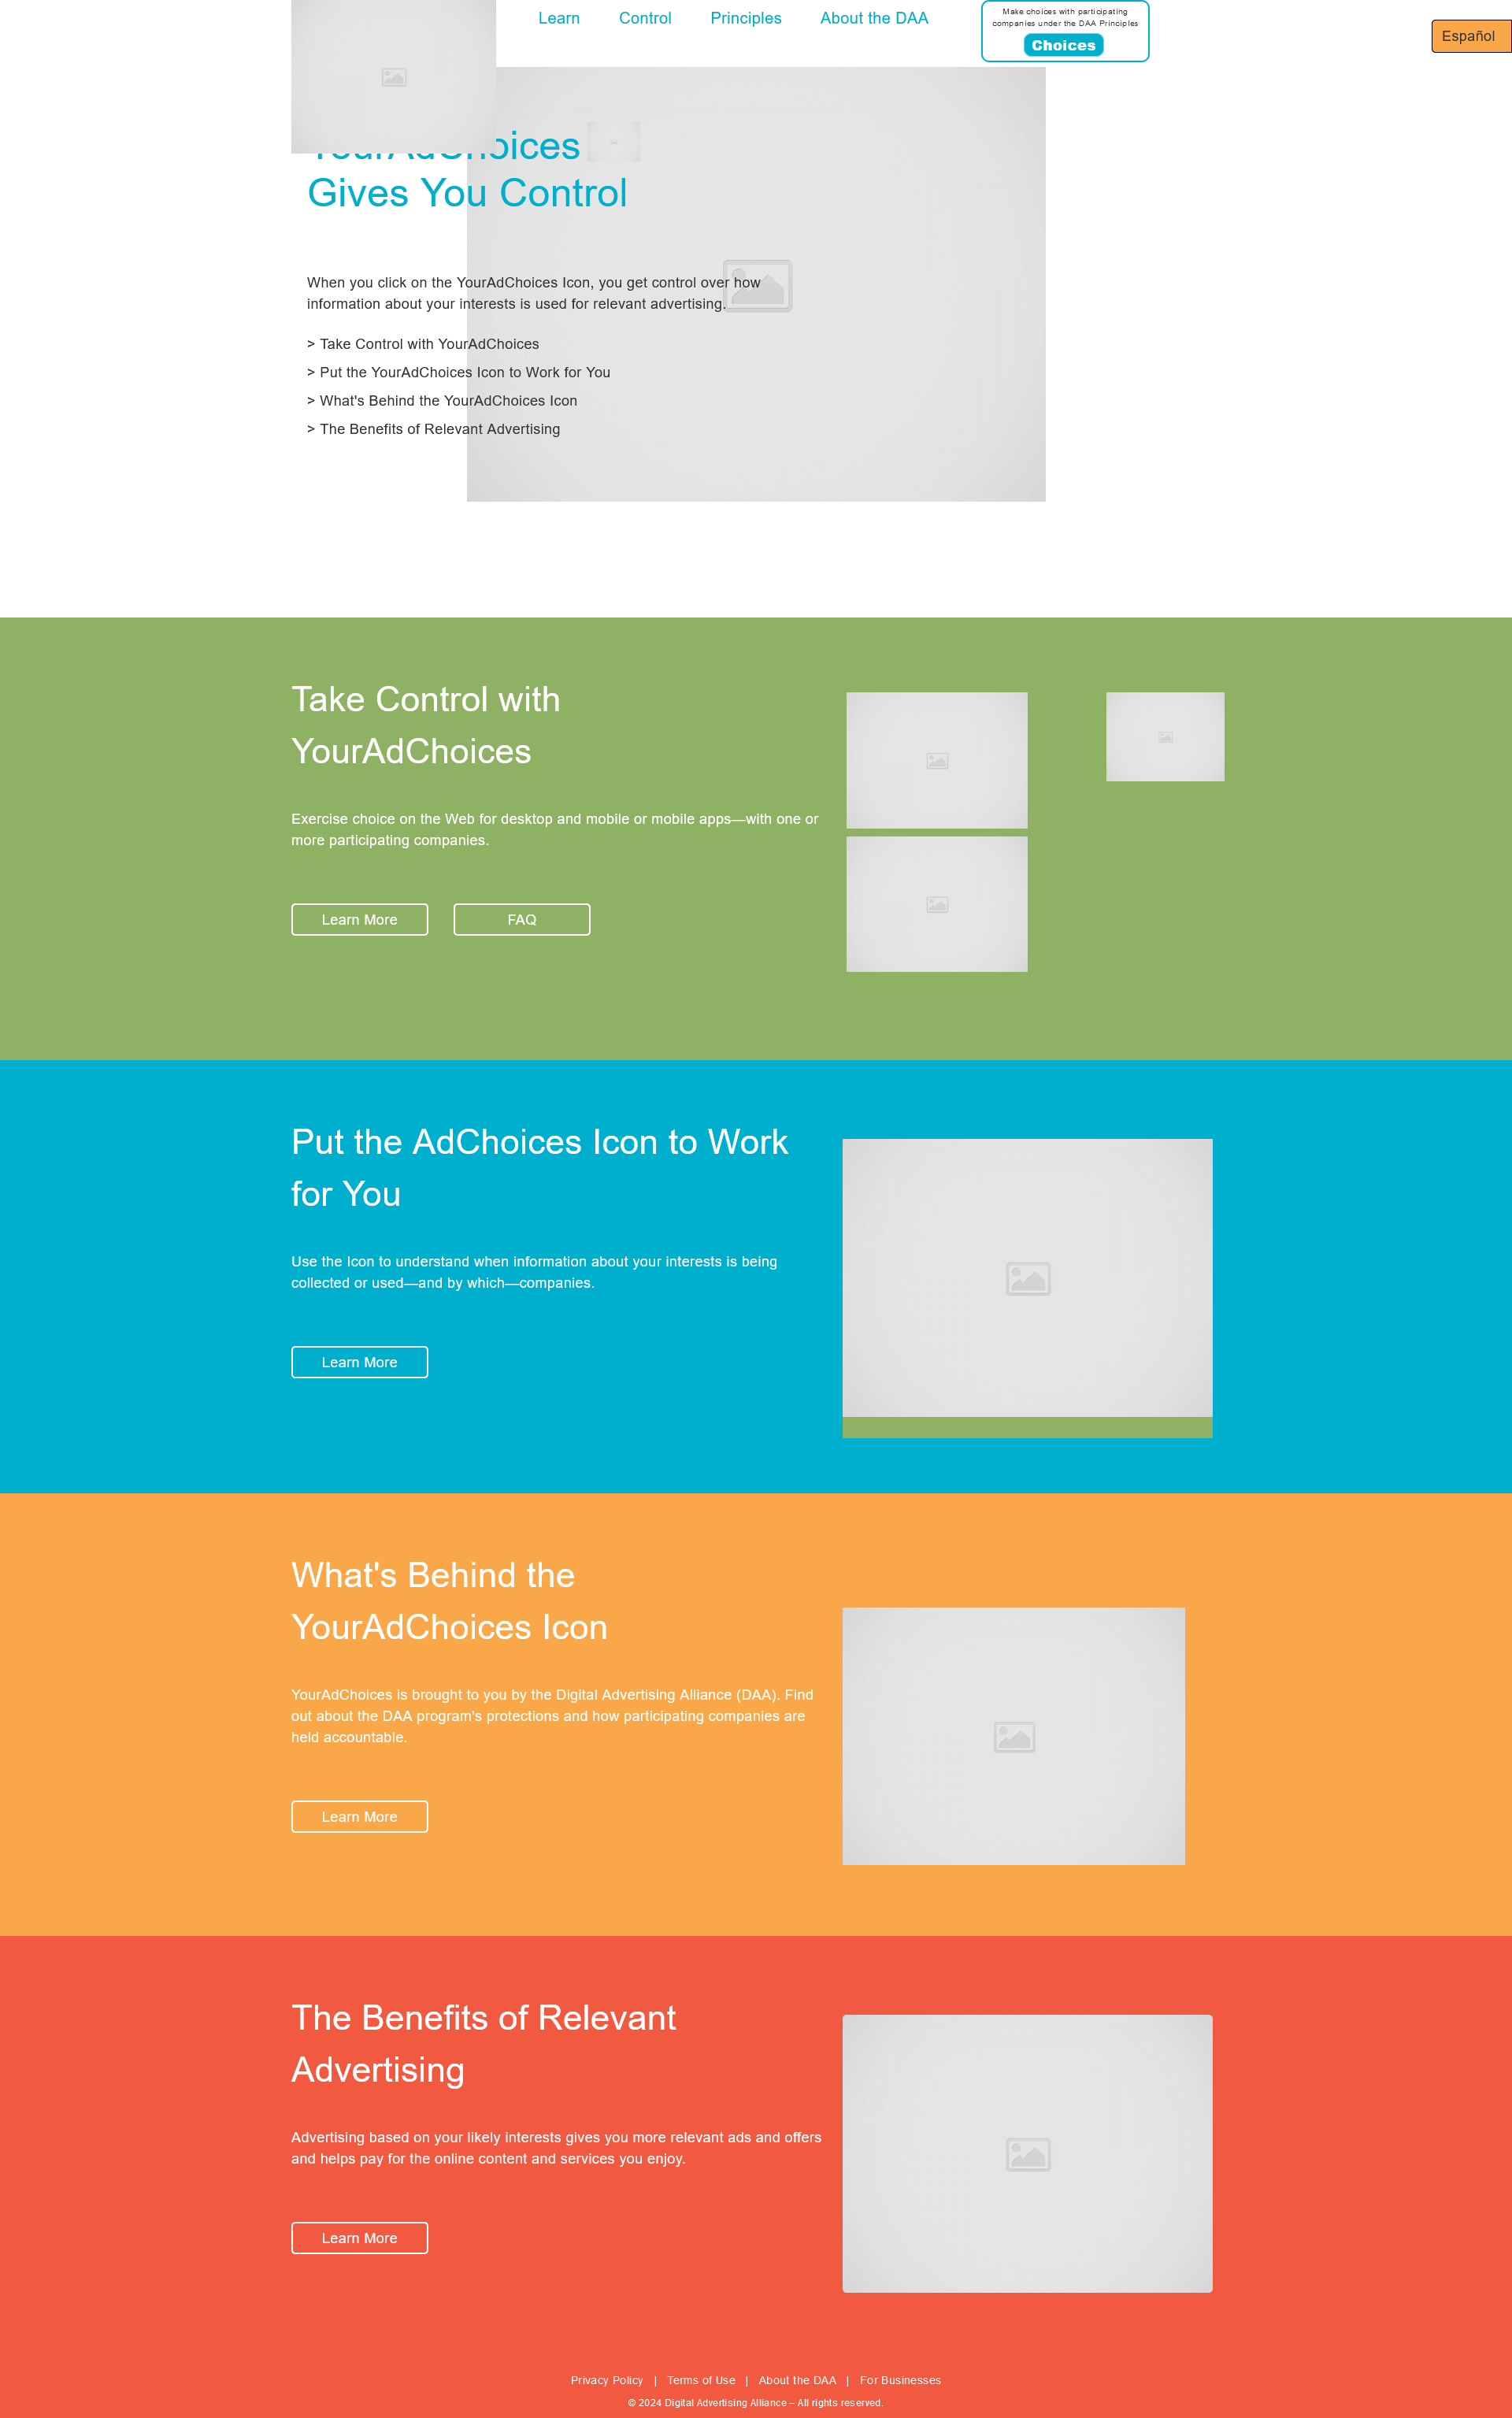 Learn Control Principles About the DAA
Make choices with participating
companies under the DAA Principles
Choices
Español
YourAdChoices
Gives You Control
When you click on the YourAdChoices Icon, you get control over how
information about your interests is used for relevant advertising.
> Take Control with YourAdChoices
> Put the YourAdChoices Icon to Work for You
> What's Behind the YourAdChoices Icon
> The Benefits of Relevant Advertising
Take Control with
YourAdChoices
Exercise choice on the Web for desktop and mobile or mobile apps—with one or
more participating companies.
Learn More FAQ
Put the AdChoices Icon to Work
for You
Use the Icon to understand when information about your interests is being
collected or used—and by which—companies.
Learn More
What's Behind the
YourAdChoices Icon
YourAdChoices is brought to you by the Digital Advertising Alliance (DAA). Find
out about the DAA program's protections and how participating companies are
held accountable.
Learn More
The Benefits of Relevant
Advertising
Advertising based on your likely interests gives you more relevant ads and offers
and helps pay for the online content and services you enjoy.
Learn More
Privacy Policy | Terms of Use | About the DAA | For Businesses
© 2024 Digital Advertising Alliance – All rights reserved.